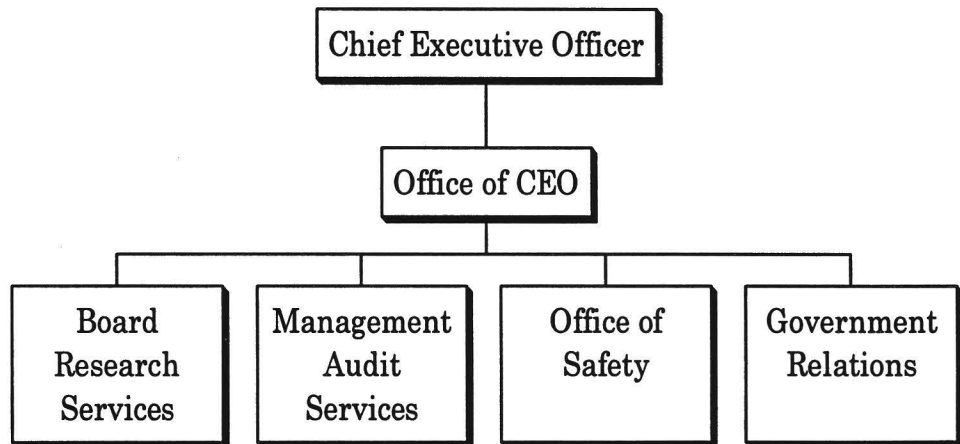 Chief Executive Officer
Office of CEO
Board
Research
Services
Management
Audit
Services
Office of
Safety
Government
Relations